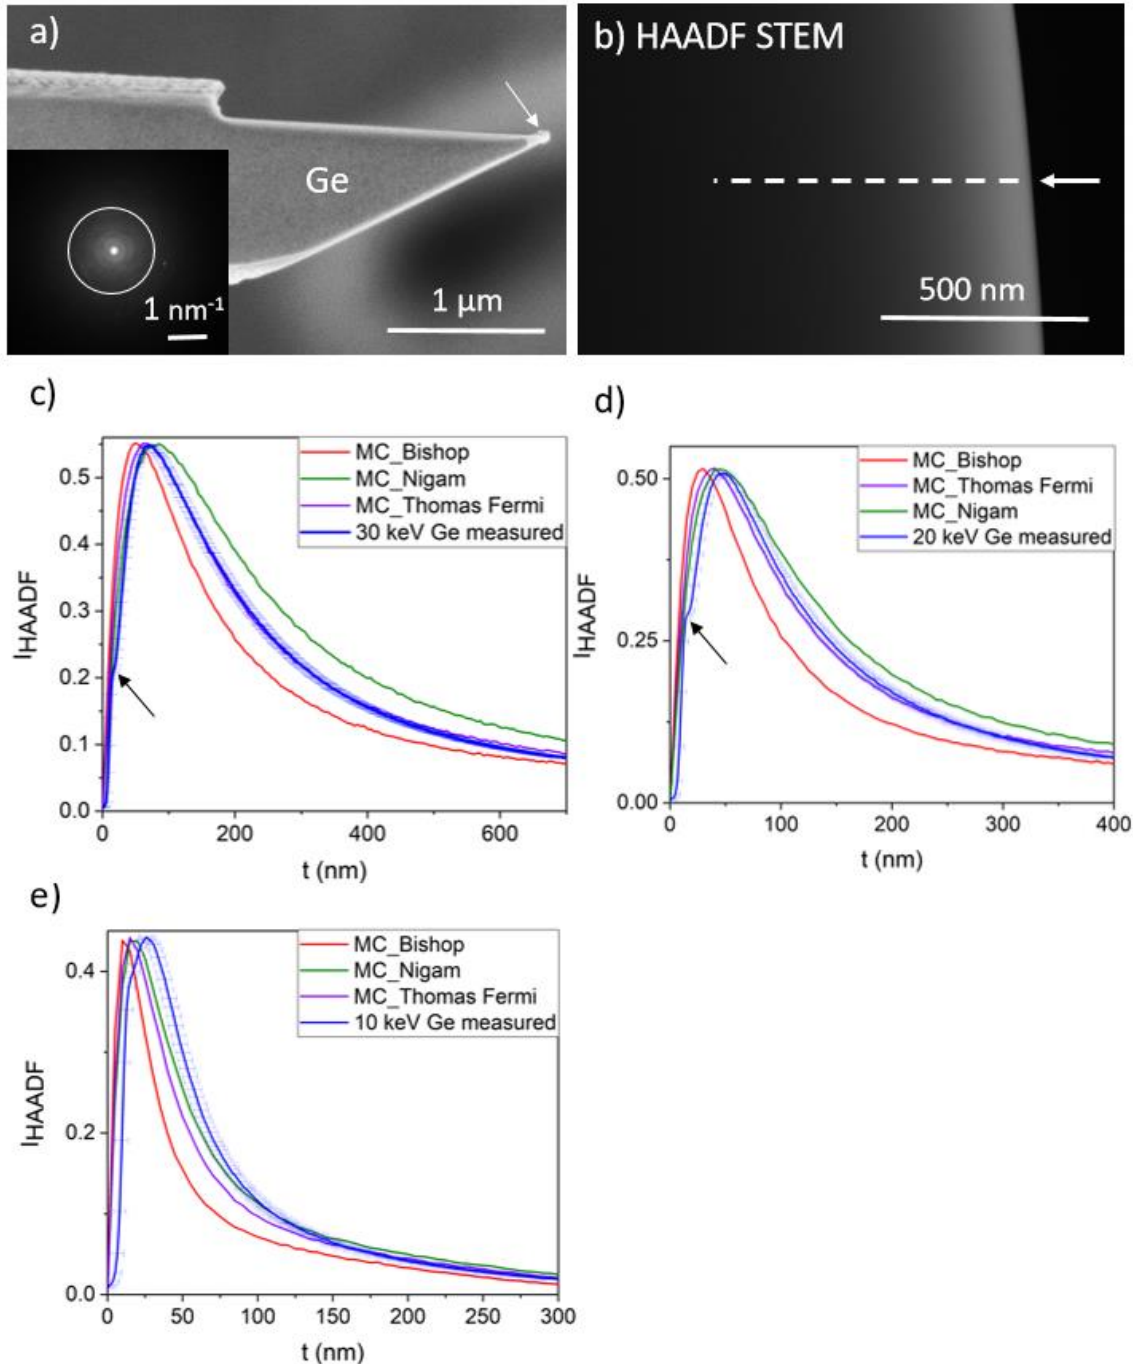 a)
Ge
1 nm-1
1 µm
b) HAADF STEM
500 nm
c)
IHAADF
0.5
0.4
0.3
0.2
0.1
0.0
0 200 400 600
t (nm)
MC_Bishop
MC_Nigam
MC_Thomas Fermi
30 keV Ge measured
d)
IHAADF
0.50
0.25
0.00
0 100 200 300 400
t (nm)
MC_Bishop
MC_Thomas Fermi
MC_Nigam
20 keV Ge measured
e)
IHAADF
0.4
0.2
0.0
0 50 100 150 200 250 300
t (nm)
MC_Bishop
MC_Nigam
MC_Thomas Fermi
10 keV Ge measured